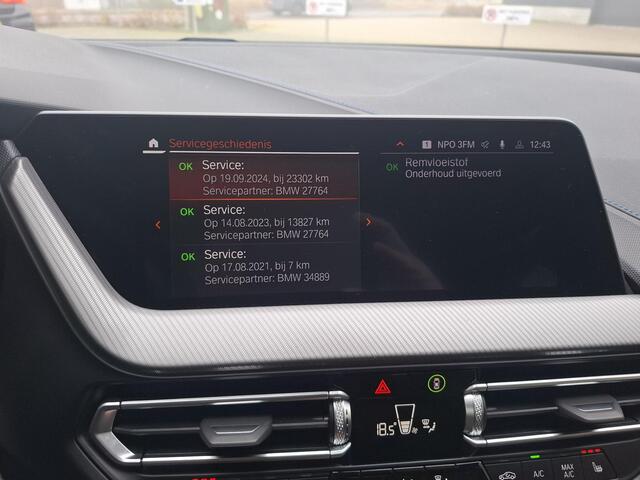 Servicegeschiedenis
1 NPO 3FM 12:43
OK Service:
Op 19.09.2024, bij 23302 km
Servicepartner: BMW 27764
OK Service:
Op 14.08.2023, bij 13827 km
Servicepartner: BMW 27764
OK Service:
Op 17.08.2021, bij 7 km
Servicepartner: BMW 34889
OK Remvloeistof
Onderhoud uitgevoerd
18.5°
A/C
MAX
A/C